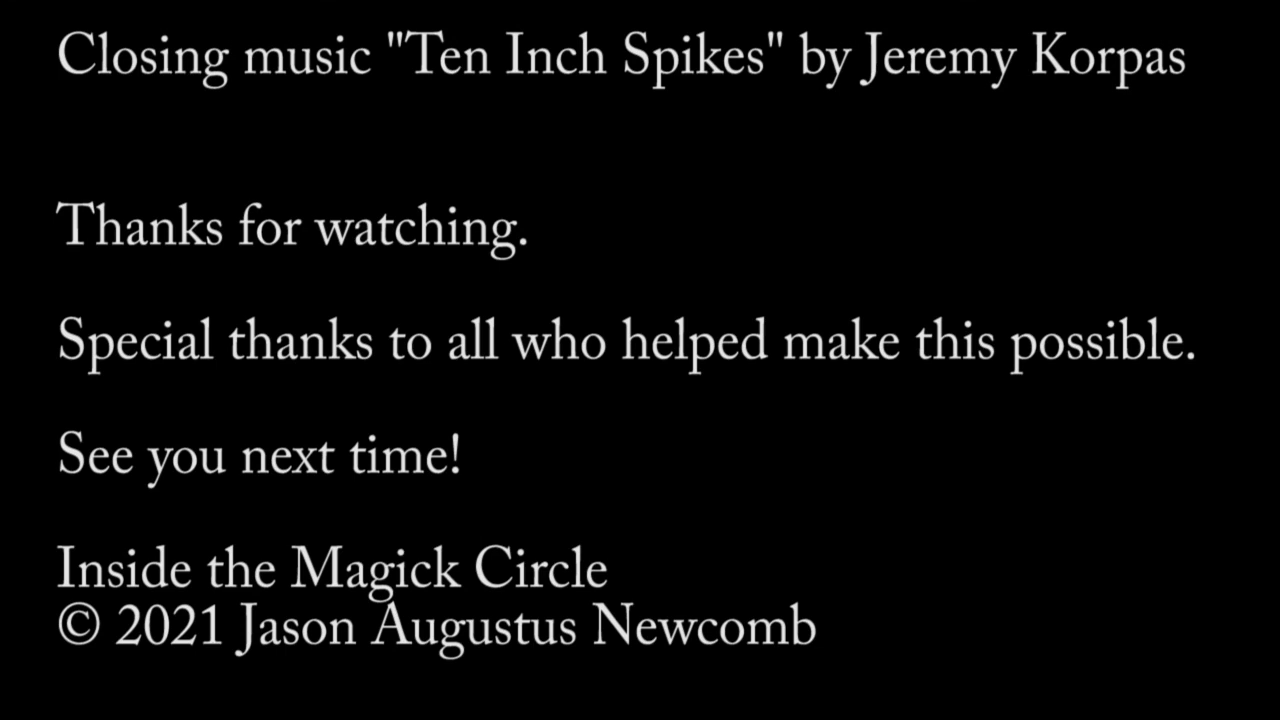 Closing music "Ten Inch Spikes" by Jeremy Korpas
Thanks for watching.
Special thanks to all who helped make this possible.
See you next time!
Inside the Magick Circle
© 2021 Jason Augustus Newcomb